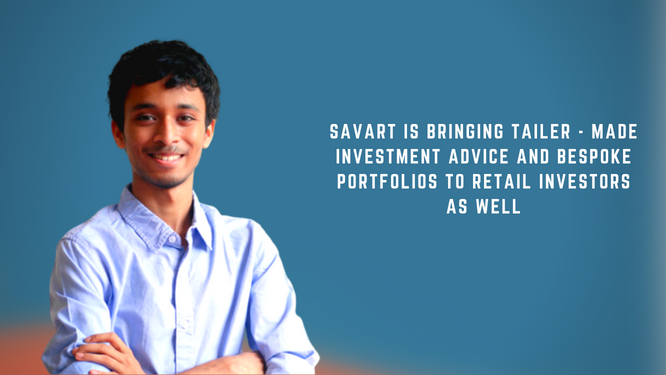 SAVART IS BRINGING TAILER - MADE
INVESTMENT ADVICE AND BESPOKE
PORTFOLIOS TO RETAIL INVESTORS
AS WELL